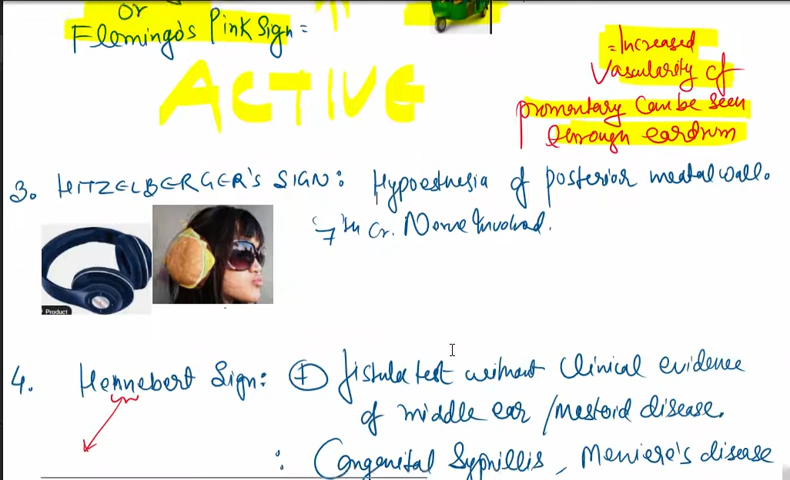 or
Flemingo's Pink Sign =
ACTIVE
= Increased
Vascularity of
promontary can be seen
through eardrum
3. HITZELBERGER'S SIGN: Hypoesthesia of posterior meatal wall.
7th Cr. Nerve Involved.
Product
4. Hennebert Sign: + fistula test without clinical evidence
of middle ear / Mastoid disease.
: Congenital Syphillis, Meniere's disease